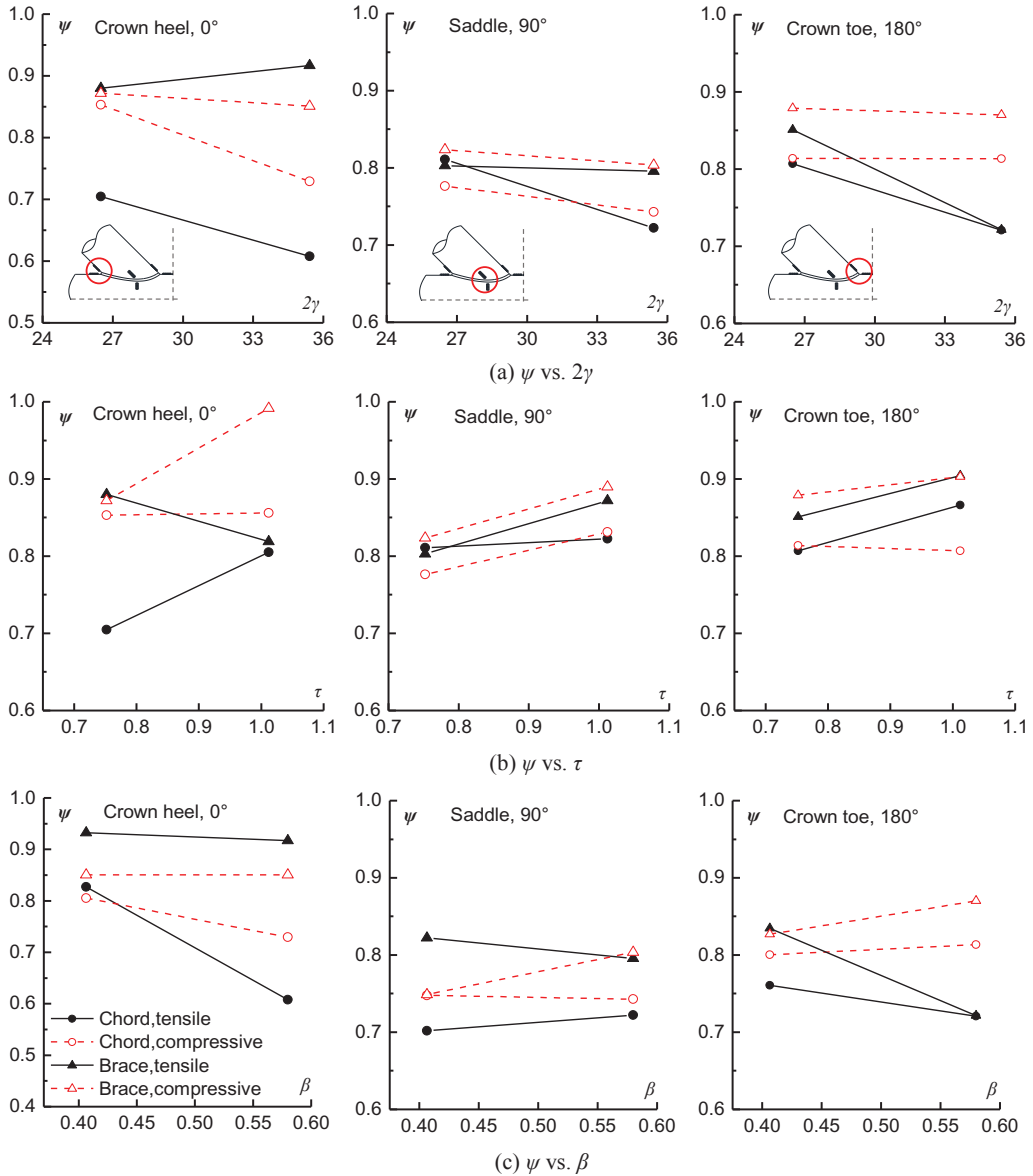 ψ Crown heel, 0°
1.0
0.9
0.8
0.7
0.6
0.5
24 27 30 33 36
2γ
ψ Saddle, 90°
1.0
0.9
0.8
0.7
0.6
24 27 30 33 36
2γ
ψ Crown toe, 180°
1.0
0.9
0.8
0.7
0.6
24 27 30 33 36
2γ
(a) ψ vs. 2γ
ψ Crown heel, 0°
1.0
0.9
0.8
0.7
0.6
0.7 0.8 0.9 1.0 1.1
τ
ψ Saddle, 90°
1.0
0.9
0.8
0.7
0.6
0.7 0.8 0.9 1.0 1.1
τ
ψ Crown toe, 180°
1.0
0.9
0.8
0.7
0.6
0.7 0.8 0.9 1.0 1.1
τ
(b) ψ vs. τ
ψ Crown heel, 0°
1.0
0.9
0.8
0.7
0.6
0.5
0.4
Chord,tensile
Chord,compressive
Brace,tensile
Brace,compressive
0.40 0.45 0.50 0.55 0.60
β
ψ Saddle, 90°
1.0
0.9
0.8
0.7
0.6
0.40 0.45 0.50 0.55 0.60
β
ψ Crown toe, 180°
1.0
0.9
0.8
0.7
0.6
0.40 0.45 0.50 0.55 0.60
β
(c) ψ vs. β